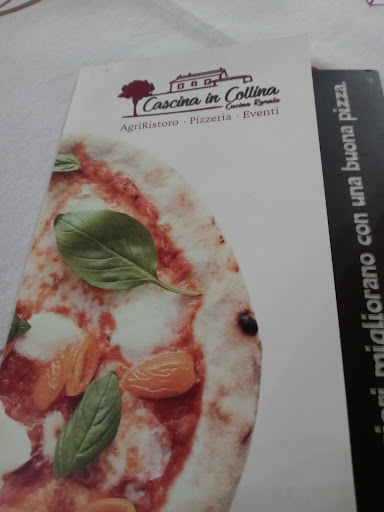 Cascina in Collina
Cucina Rurale
AgriRistoro · Pizzeria · Eventi
migliorano con una buona pizza.